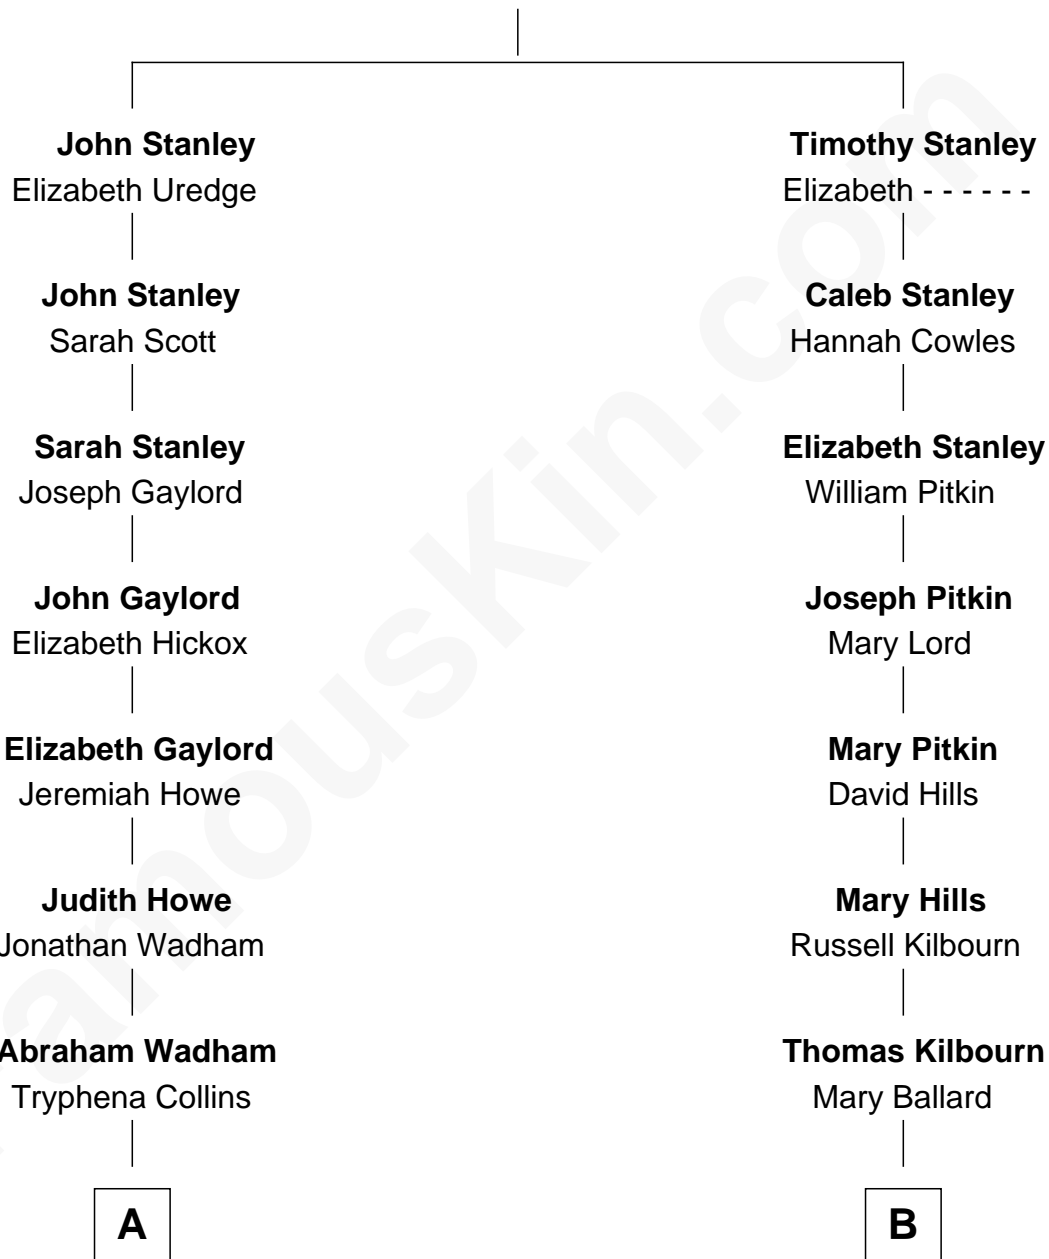 John Stanley
Elizabeth Uredge
Timothy Stanley
Elizabeth - - - - - -
John Stanley
Sarah Scott
Caleb Stanley
Hannah Cowles
Sarah Stanley
Joseph Gaylord
Elizabeth Stanley
William Pitkin
John Gaylord
Elizabeth Hickox
Joseph Pitkin
Mary Lord
Elizabeth Gaylord
Jeremiah Howe
Mary Pitkin
David Hills
Judith Howe
Jonathan Wadham
Mary Hills
Russell Kilbourn
Abraham Wadham
Tryphena Collins
Thomas Kilbourn
Mary Ballard
A
B
FamousKin.com